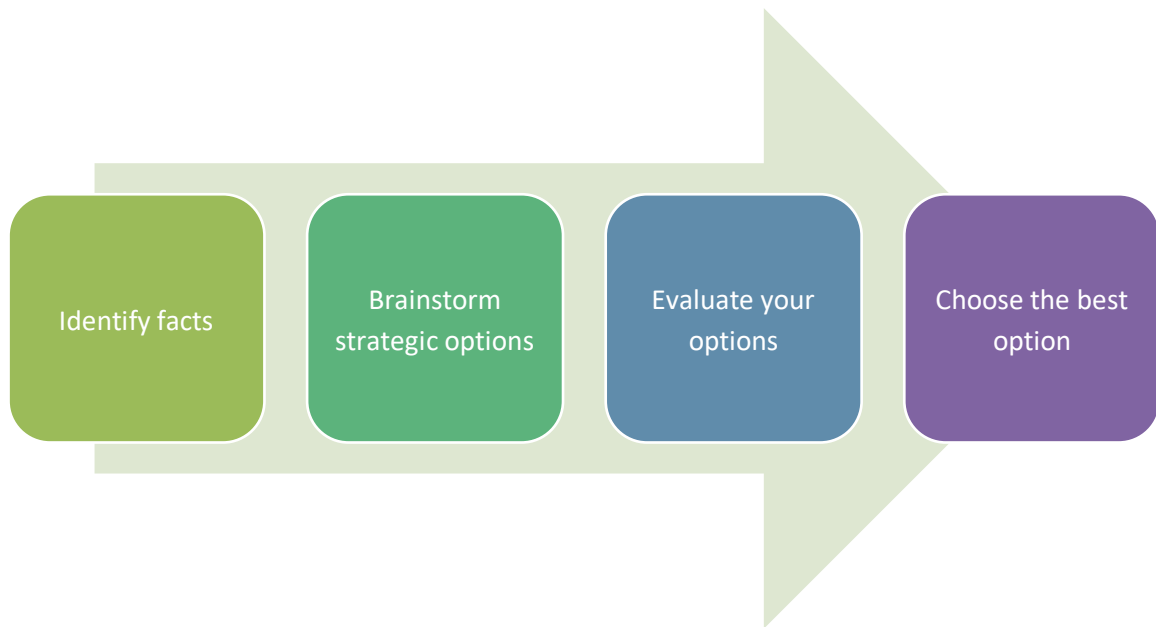 Identify facts
Brainstorm
strategic options
Evaluate your
options
Choose the best
option